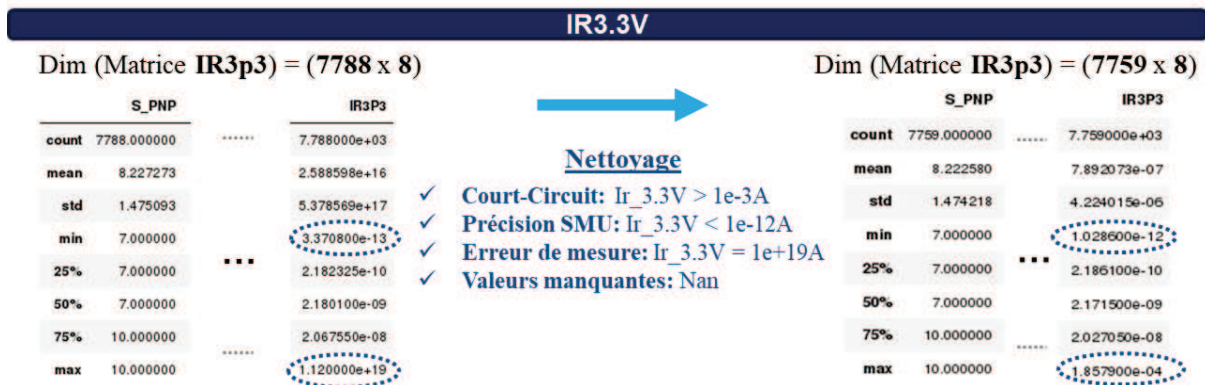 IR3.3V
Dim (Matrice IR3p3) = (7788 x 8)
S_PNP IR3P3
count 7788.000000 ...... 7.788000e+03
mean 8.227273 2.588598e+16
std 1.475093 5.378569e+17
min 7.000000 3.370800e-13
25% 7.000000 ... 2.182325e-10
50% 7.000000 2.180100e-09
75% 10.000000 2.067550e-08
max 10.000000 ...... 1.120000e+19
Nettoyage
✓ Court-Circuit: Ir_3.3V > 1e-3A
✓ Précision SMU: Ir_3.3V < 1e-12A
✓ Erreur de mesure: Ir_3.3V = 1e+19A
✓ Valeurs manquantes: Nan
Dim (Matrice IR3p3) = (7759 x 8)
S_PNP IR3P3
count 7759.000000 ...... 7.759000e+03
mean 8.222580 7.892073e-07
std 1.474218 4.224015e-06
min 7.000000 1.028600e-12
25% 7.000000 ... 2.186100e-10
50% 7.000000 2.171500e-09
75% 10.000000 ...... 2.027050e-08
max 10.000000 1.857900e-04